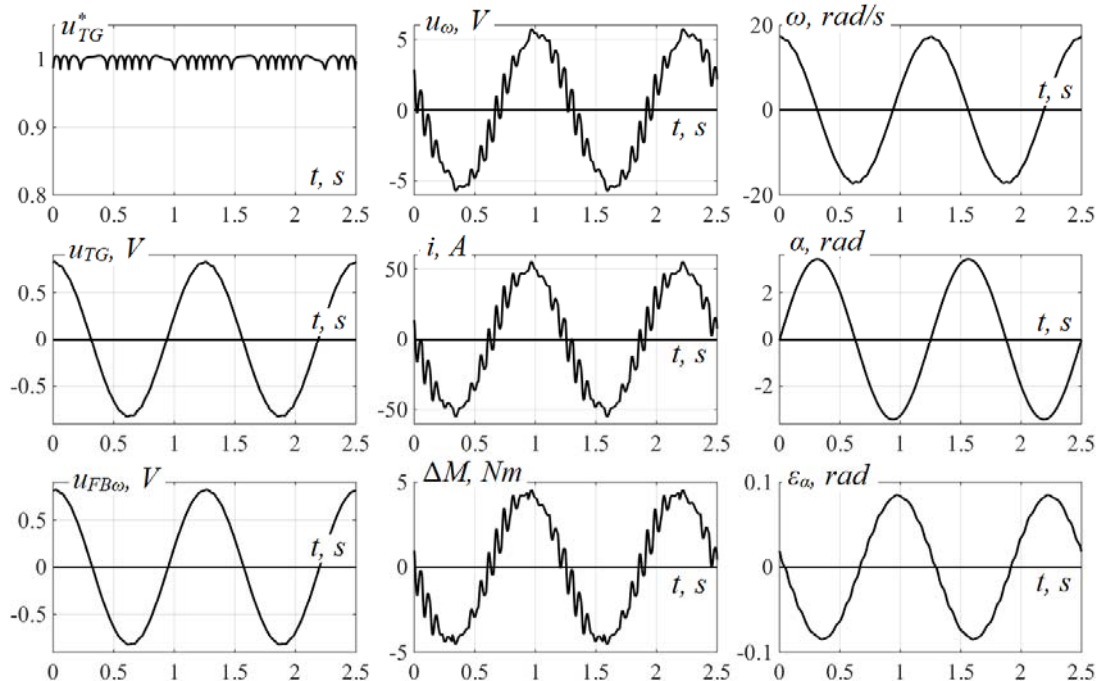 u*TG
1
0.9
0.8
t, s
0 0.5 1 1.5 2 2.5
uω, V
5
0
-5
t, s
0 0.5 1 1.5 2 2.5
ω, rad/s
20
0
-20
t, s
0 0.5 1 1.5 2 2.5
uTG, V
0.5
0
-0.5
t, s
0 0.5 1 1.5 2 2.5
i, A
50
0
-50
t, s
0 0.5 1 1.5 2 2.5
α, rad
2
0
-2
t, s
0 0.5 1 1.5 2 2.5
uFBω, V
0.5
0
-0.5
t, s
0 0.5 1 1.5 2 2.5
ΔM, Nm
5
0
-5
t, s
0 0.5 1 1.5 2 2.5
εα, rad
0.1
0
-0.1
t, s
0 0.5 1 1.5 2 2.5